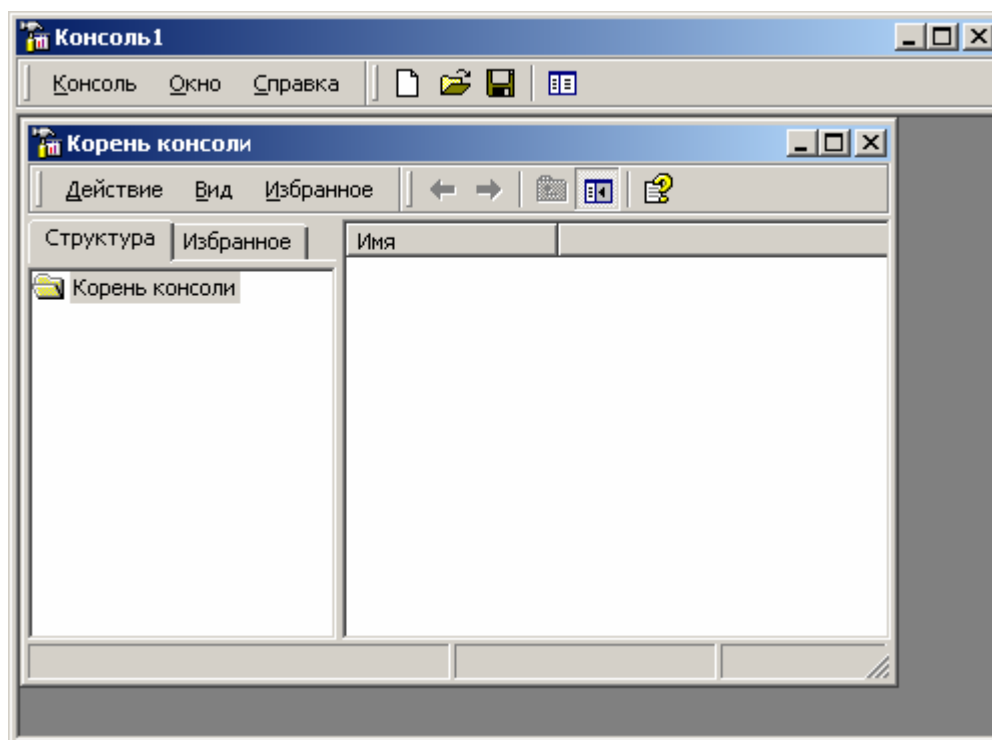 Консоль1
Консоль Окно Справка
Корень консоли
Действие Вид Избранное
Структура Избранное Имя
Корень консоли